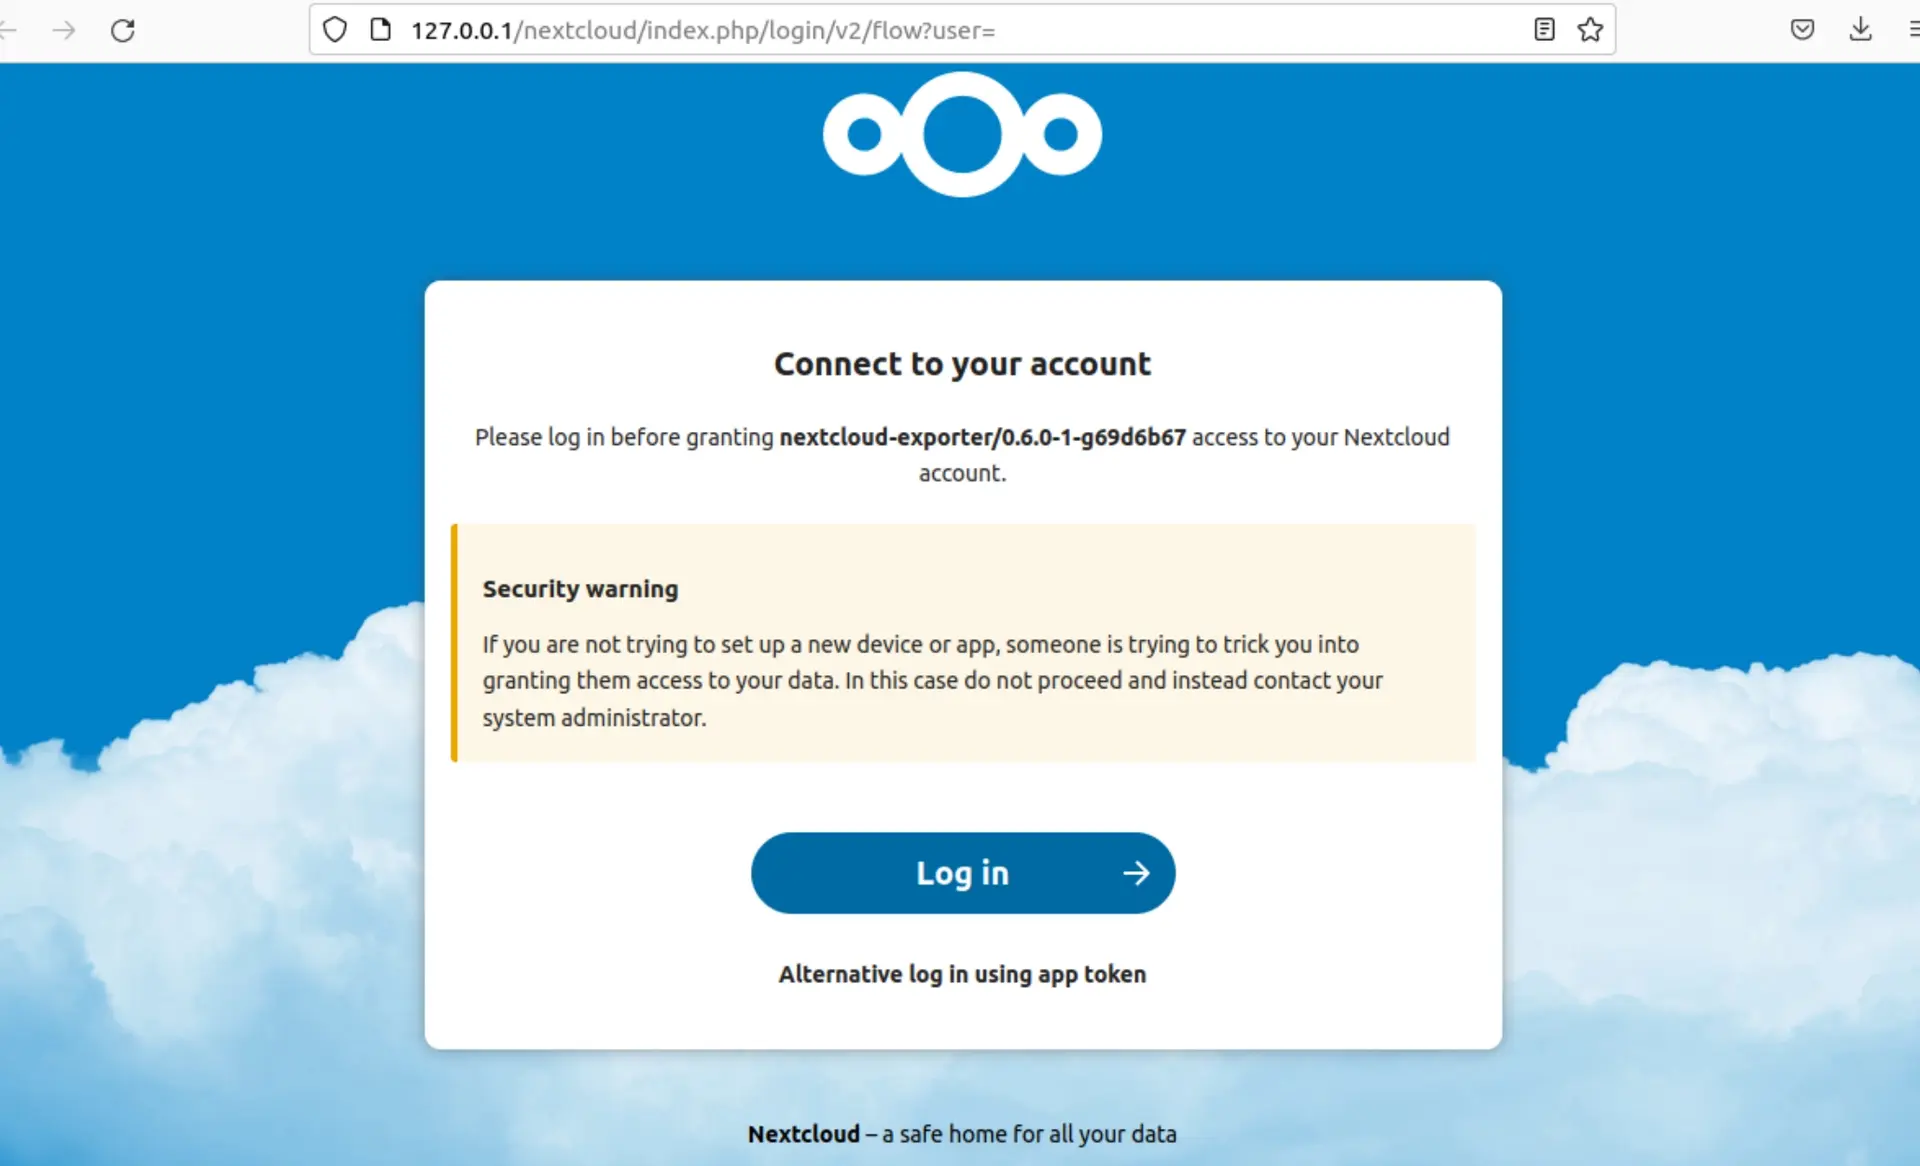 127.0.0.1/nextcloud/index.php/login/v2/flow?user=
Connect to your account
Please log in before granting nextcloud-exporter/0.6.0-1-g69d6b67 access to your Nextcloud
account.
Security warning
If you are not trying to set up a new device or app, someone is trying to trick you into
granting them access to your data. In this case do not proceed and instead contact your
system administrator.
Log in
Alternative log in using app token
Nextcloud – a safe home for all your data